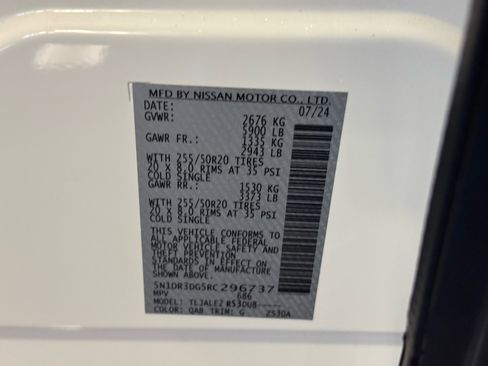 MFD BY NISSAN MOTOR CO., LTD.
DATE: 07/24
GVWR: 2676 KG
5900 LB
GAWR FR.: 1335 KG
2943 LB
WITH 255/50R20 TIRES
20 X 8.0 RIMS AT 35 PSI
COLD SINGLE
GAWR RR.: 1530 KG
3373 LB
WITH 255/50R20 TIRES
20 X 8.0 RIMS AT 35 PSI
COLD SINGLE
THIS VEHICLE CONFORMS TO
ALL APPLICABLE FEDERAL
MOTOR VEHICLE SAFETY AND
THEFT PREVENTION
STANDARDS IN EFFECT ON
THE DATE OF MANUFACTURE
SHOWN ABOVE.
5N1DR3DG5RC296737
MPV 686
MODEL: TLJALEZ R53DUB-----
COLOR: QAB TRIM: G 2530A